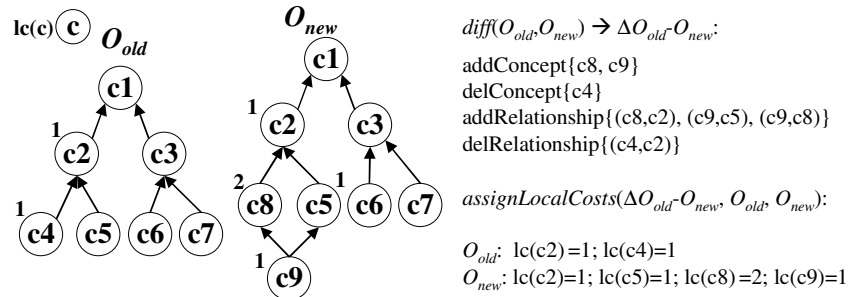 lc(c) c
O_old
c1
1
c2
c3
1
c4
c5
c6
c7
O_new
c1
1
c2
c3
2
c8
c5
1
c6
c7
1
c9
diff(O_old,O_new) → ΔO_old-O_new:
addConcept{c8, c9}
delConcept{c4}
addRelationship{(c8,c2), (c9,c5), (c9,c8)}
delRelationship{(c4,c2)}
assignLocalCosts(ΔO_old-O_new, O_old, O_new):
O_old: lc(c2)=1; lc(c4)=1
O_new: lc(c2)=1; lc(c5)=1; lc(c8)=2; lc(c9)=1